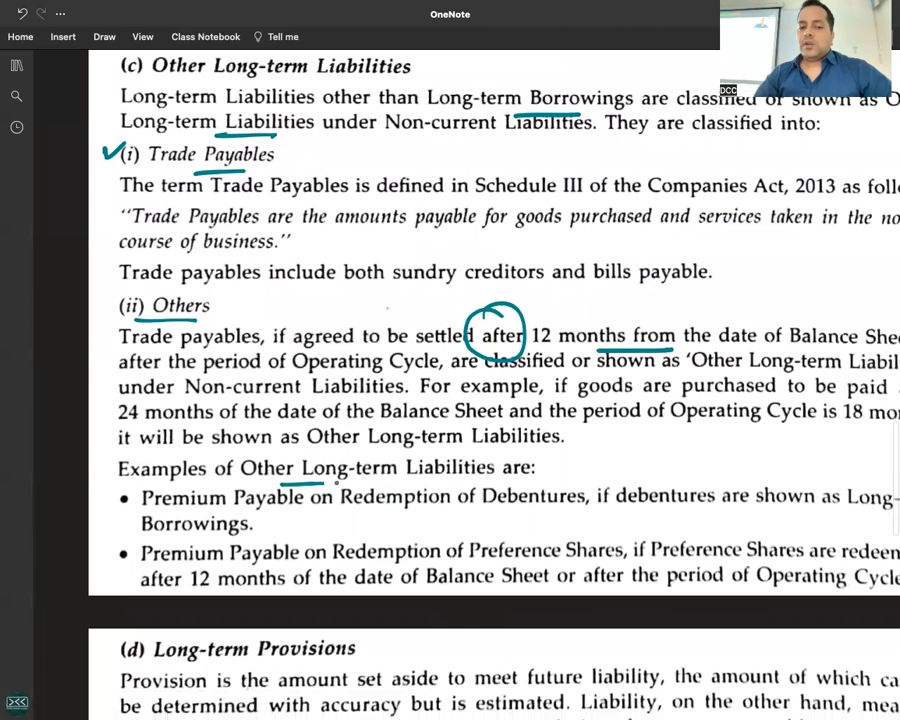 OneNote
Home Insert Draw View Class Notebook Tell me
DCC
(c) Other Long-term Liabilities
Long-term Liabilities other than Long-term Borrowings are classified or shown as O
Long-term Liabilities under Non-current Liabilities. They are classified into:
(i) Trade Payables
The term Trade Payables is defined in Schedule III of the Companies Act, 2013 as foll
‘‘Trade Payables are the amounts payable for goods purchased and services taken in the no
course of business.’’
Trade payables include both sundry creditors and bills payable.
(ii) Others
Trade payables, if agreed to be settled after 12 months from the date of Balance She
after the period of Operating Cycle, are classified or shown as ‘Other Long-term Liabil
under Non-current Liabilities. For example, if goods are purchased to be paid
24 months of the date of the Balance Sheet and the period of Operating Cycle is 18 mo
it will be shown as Other Long-term Liabilities.
Examples of Other Long-term Liabilities are:
• Premium Payable on Redemption of Debentures, if debentures are shown as Long-
Borrowings.
• Premium Payable on Redemption of Preference Shares, if Preference Shares are redeen
after 12 months of the date of Balance Sheet or after the period of Operating Cycle
(d) Long-term Provisions
Provision is the amount set aside to meet future liability, the amount of which ca
be determined with accuracy but is estimated. Liability, on the other hand, mea